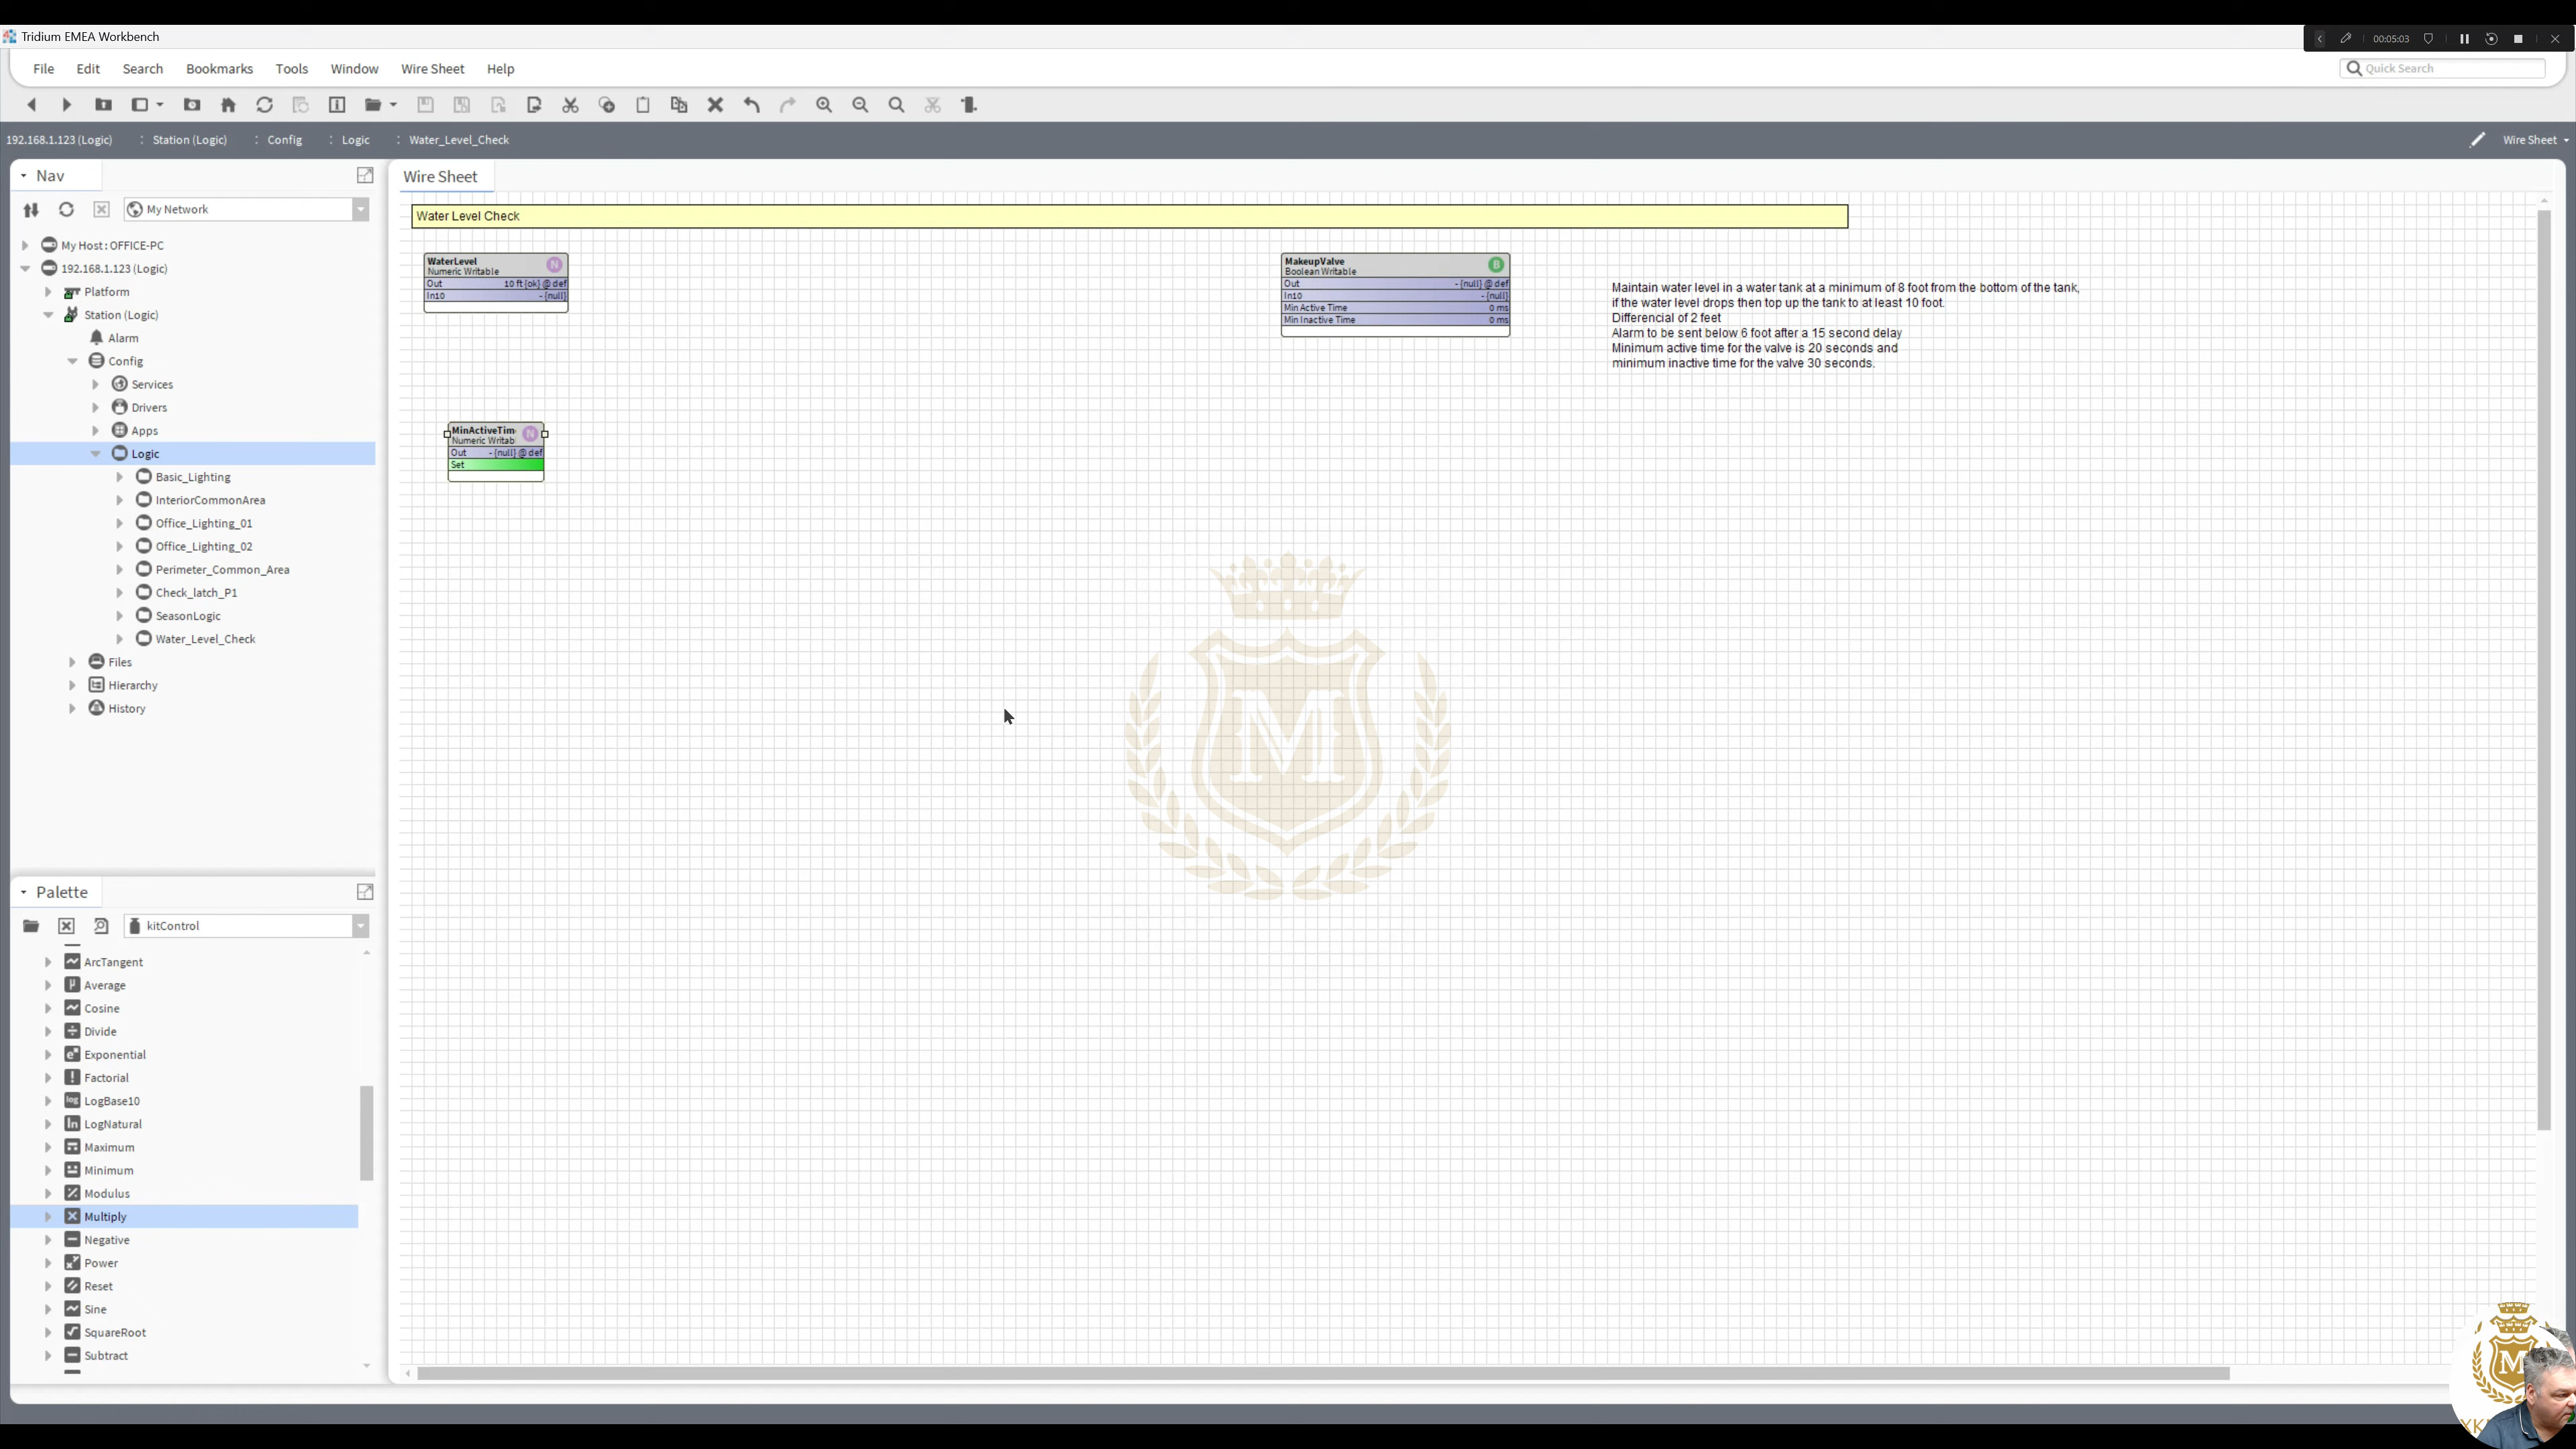 Tridium EMEA Workbench
00:05:03
File Edit Search Bookmarks Tools Window Wire Sheet Help
Quick Search
192.168.1.123 (Logic) : Station (Logic) : Config : Logic : Water_Level_Check
Wire Sheet
Nav
My Network
My Host : OFFICE-PC
192.168.1.123 (Logic)
Platform
Station (Logic)
Alarm
Config
Services
Drivers
Apps
Logic
Basic_Lighting
InteriorCommonArea
Office_Lighting_01
Office_Lighting_02
Perimeter_Common_Area
Check_latch_P1
SeasonLogic
Water_Level_Check
Files
Hierarchy
History
Palette
kitControl
ArcTangent
Average
Cosine
Divide
Exponential
Factorial
LogBase10
LogNatural
Maximum
Minimum
Modulus
Multiply
Negative
Power
Reset
Sine
SquareRoot
Subtract
Wire Sheet
Water Level Check
WaterLevel
Numeric Writable
N
Out 10 ft {ok} @ def
In10 - {null}
MakeupValve
Boolean Writable
B
Out - {null} @ def
In10 - {null}
Min Active Time 0 ms
Min Inactive Time 0 ms
Maintain water level in a water tank at a minimum of 8 foot from the bottom of the tank,
if the water level drops then top up the tank to at least 10 foot.
Differencial of 2 feet
Alarm to be sent below 6 foot after a 15 second delay
Minimum active time for the valve is 20 seconds and
minimum inactive time for the valve 30 seconds.
MinActiveTim
Numeric Writab
N
Out - {null} @ def
Set
M
M